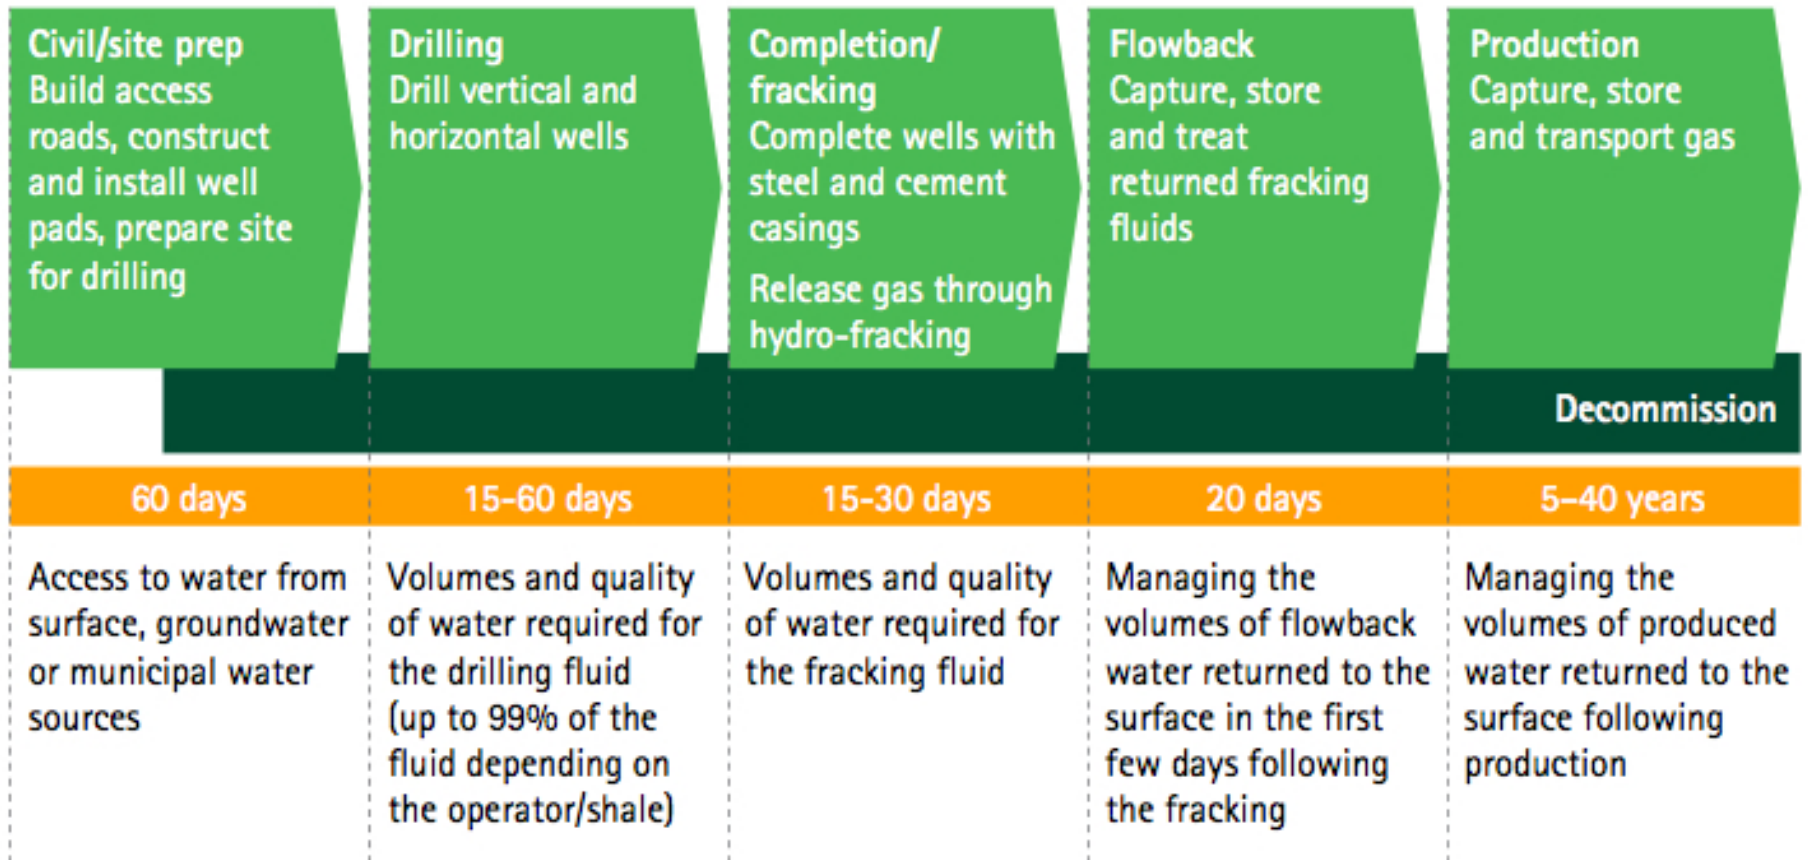 Civil/site prep
Build access
roads, construct
and install well
pads, prepare site
for drilling
Drilling
Drill vertical and
horizontal wells
Completion/
fracking
Complete wells with
steel and cement
casings
Release gas through
hydro-fracking
Flowback
Capture, store
and treat
returned fracking
fluids
Production
Capture, store
and transport gas
Decommission
60 days
15-60 days
15-30 days
20 days
5–40 years
Access to water from
surface, groundwater
or municipal water
sources
Volumes and quality
of water required for
the drilling fluid
(up to 99% of the
fluid depending on
the operator/shale)
Volumes and quality
of water required for
the fracking fluid
Managing the
volumes of flowback
water returned to the
surface in the first
few days following
the fracking
Managing the
volumes of produced
water returned to the
surface following
production